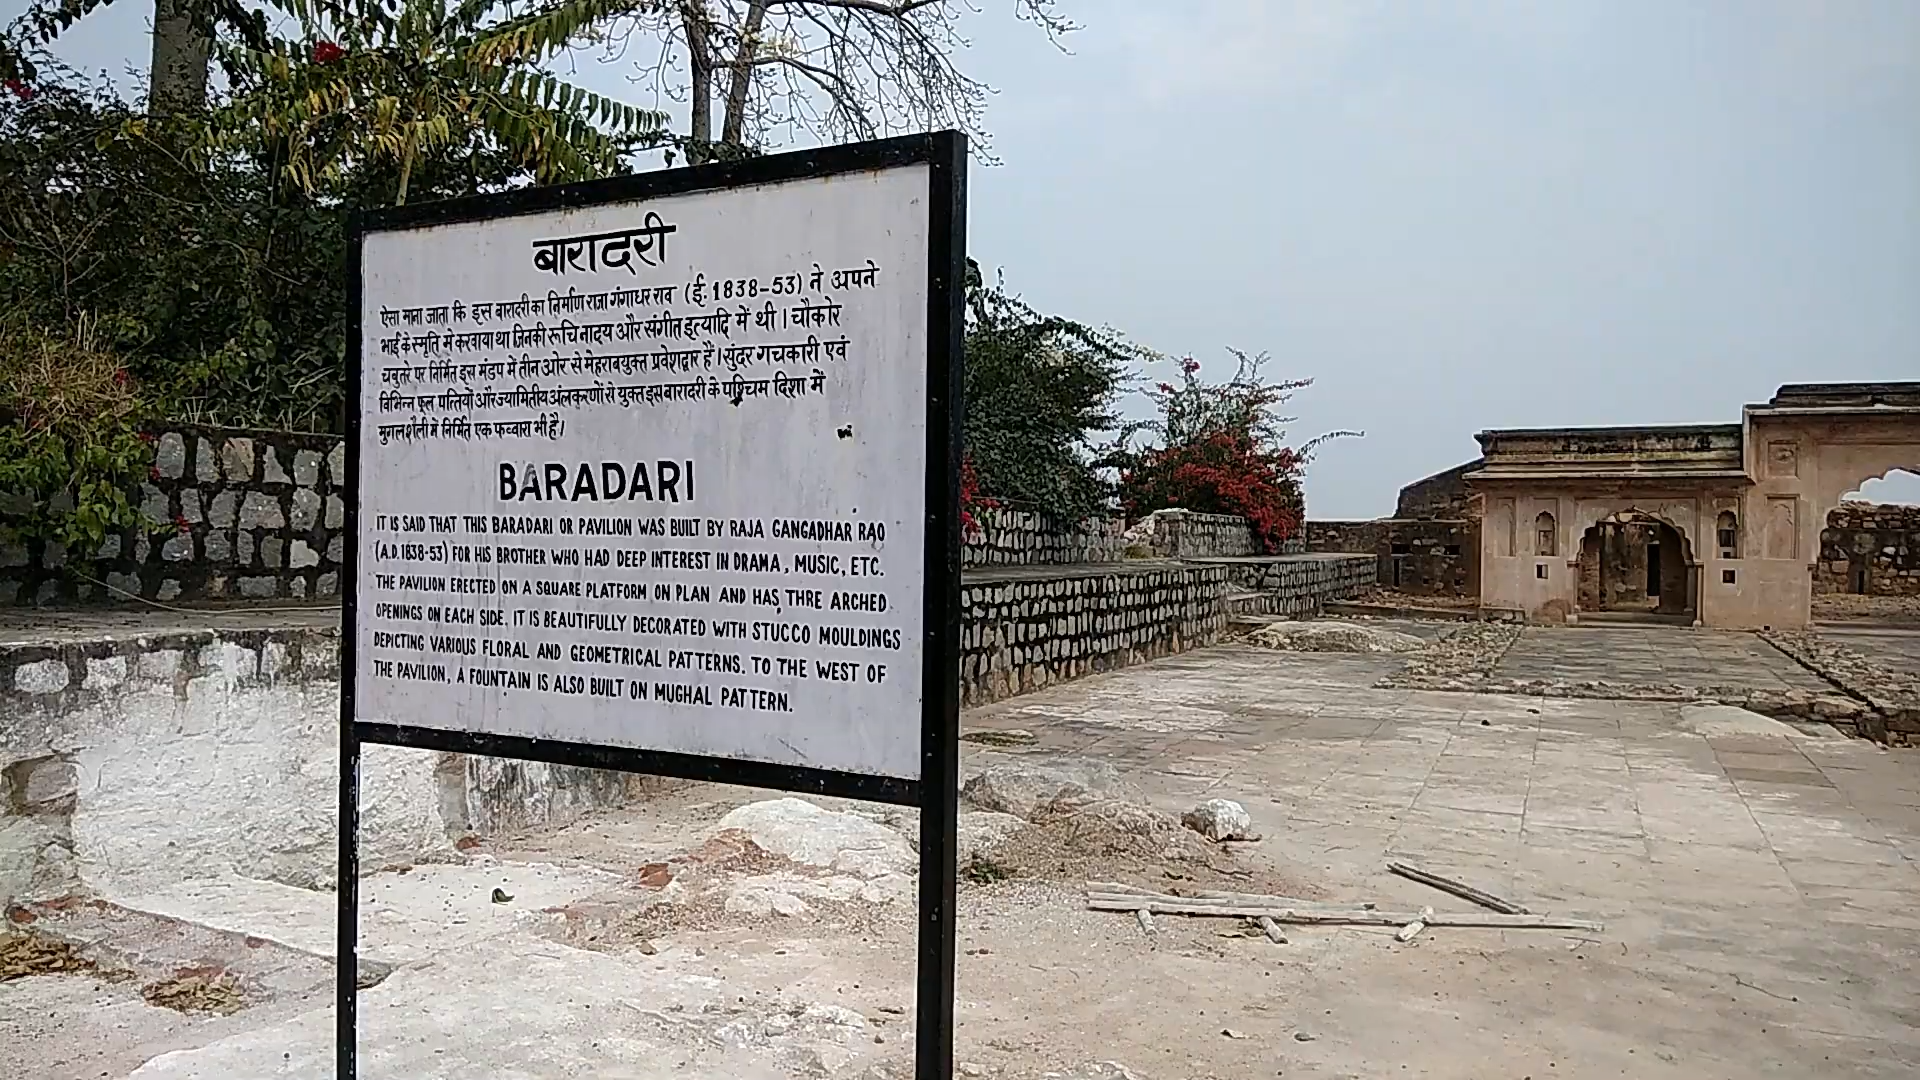 बारादरी
ऐसा माना जाता कि इस बारादरी का निर्माण राजा गंगाधर राव (ई. 1838-53) ने अपने
भाई के स्मृति मे करवाया था जिनकी रूचि नाट्य और संगीत इत्यादि में थी। चौकोर
चबुतरे पर निर्मित इस मंडप में तीन ओर से मेहराबयुक्त प्रवेशद्वार हैं। सुंदर गचकारी एवं
विभिन्न फूल पत्तियों और ज्यामितीय अंलकरणों से युक्त इस बारादरी के पश्चिम दिशा में
मुगल शैली में निर्मित एक फव्वारा भी है।
BARADARI
IT IS SAID THAT THIS BARADARI OR PAVILION WAS BUILT BY RAJA GANGADHAR RAO
(A.D. 1838-53) FOR HIS BROTHER WHO HAD DEEP INTEREST IN DRAMA, MUSIC, ETC.
THE PAVILION ERECTED ON A SQUARE PLATFORM ON PLAN AND HAS THRE ARCHED
OPENINGS ON EACH SIDE. IT IS BEAUTIFULLY DECORATED WITH STUCCO MOULDINGS
DEPICTING VARIOUS FLORAL AND GEOMETRICAL PATTERNS. TO THE WEST OF
THE PAVILION, A FOUNTAIN IS ALSO BUILT ON MUGHAL PATTERN.